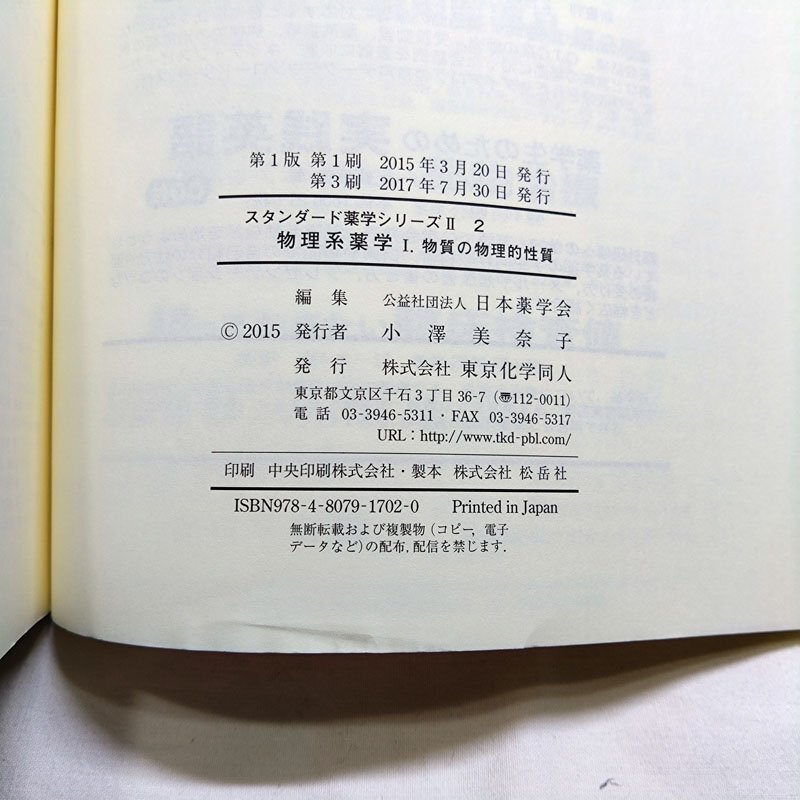 第1版 第1刷 2015年3月20日 発行
第3刷 2017年7月30日 発行
スタンダード薬学シリーズⅡ 2
物理系薬学 Ⅰ. 物質の物理的性質
編集 公益社団法人 日本薬学会
© 2015 発行者 小澤美奈子
発行 株式会社 東京化学同人
東京都文京区千石3丁目36-7(〠112-0011)
電話 03-3946-5311・FAX 03-3946-5317
URL：http://www.tkd-pbl.com/
印刷 中央印刷株式会社・製本 株式会社 松岳社
ISBN978-4-8079-1702-0 Printed in Japan
無断転載および複製物(コピー, 電子
データなど)の配布, 配信を禁じます.